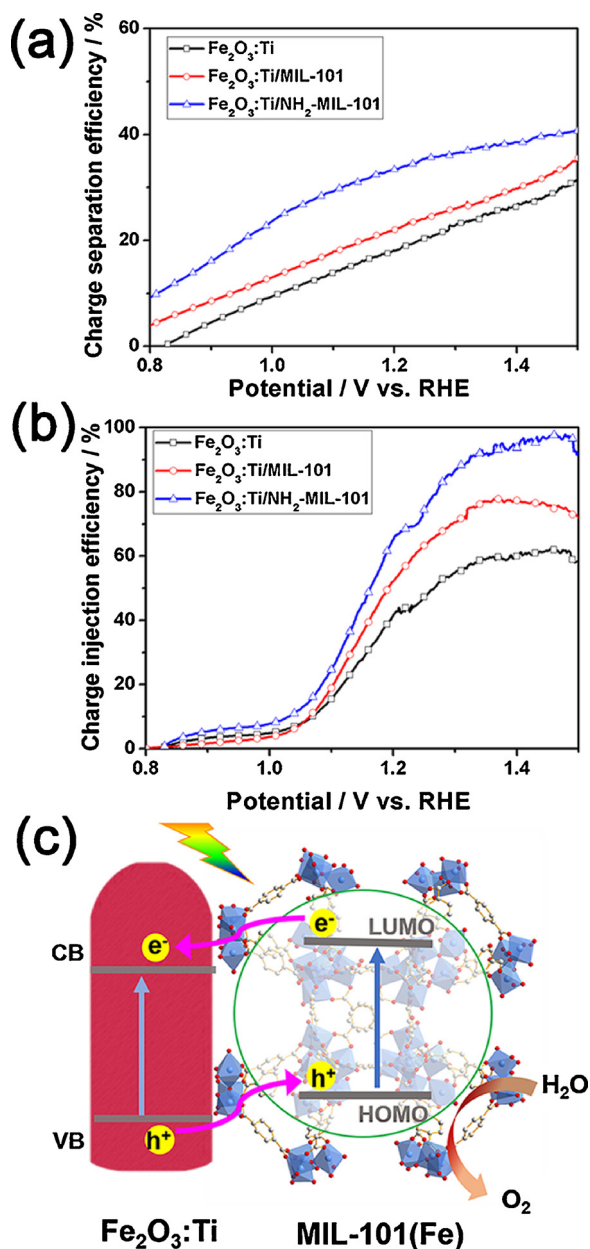 (a)
Charge separation efficiency / %
60
40
20
0
Fe₂O₃:Ti
Fe₂O₃:Ti/MIL-101
Fe₂O₃:Ti/NH₂-MIL-101
0.8 1.0 1.2 1.4
Potential / V vs. RHE
(b)
Charge injection efficiency / %
100
80
60
40
20
0
Fe₂O₃:Ti
Fe₂O₃:Ti/MIL-101
Fe₂O₃:Ti/NH₂-MIL-101
0.8 1.0 1.2 1.4
Potential / V vs. RHE
(c)
e⁻ LUMO
CB e⁻
h⁺ H₂O
HOMO
VB h⁺
O₂
Fe₂O₃:Ti MIL-101(Fe)